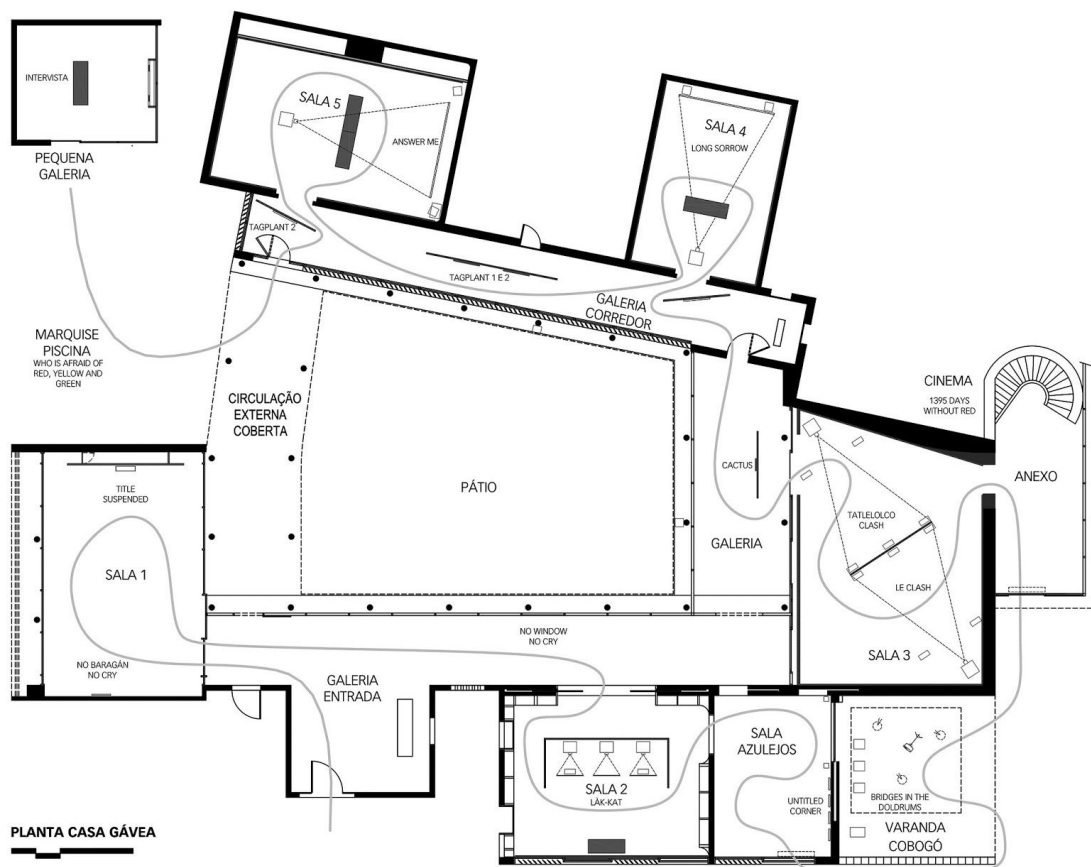 INTERVISTA
PEQUENA
GALERIA
SALA 5
ANSWER ME
SALA 4
LONG SORROW
TAGPLANT 2
TAGPLANT 1 E 2
GALERIA
CORREDOR
MARQUISE
PISCINA
WHO IS AFRAID OF
RED, YELLOW AND
GREEN
CIRCULAÇÃO
EXTERNA
COBERTA
CINEMA
1395 DAYS
WITHOUT RED
ANEXO
CACTUS
PÁTIO
TITLE
SUSPENDED
TATLELOLCO
CLASH
GALERIA
SALA 1
LE CLASH
NO WINDOW
NO CRY
SALA 3
NO BARAGÁN
NO CRY
GALERIA
ENTRADA
SALA
AZULEJOS
SALA 2
LÀK-KAT
UNTITLED
CORNER
BRIDGES IN THE
DOLDRUMS
VARANDA
COBOGÓ
PLANTA CASA GÁVEA